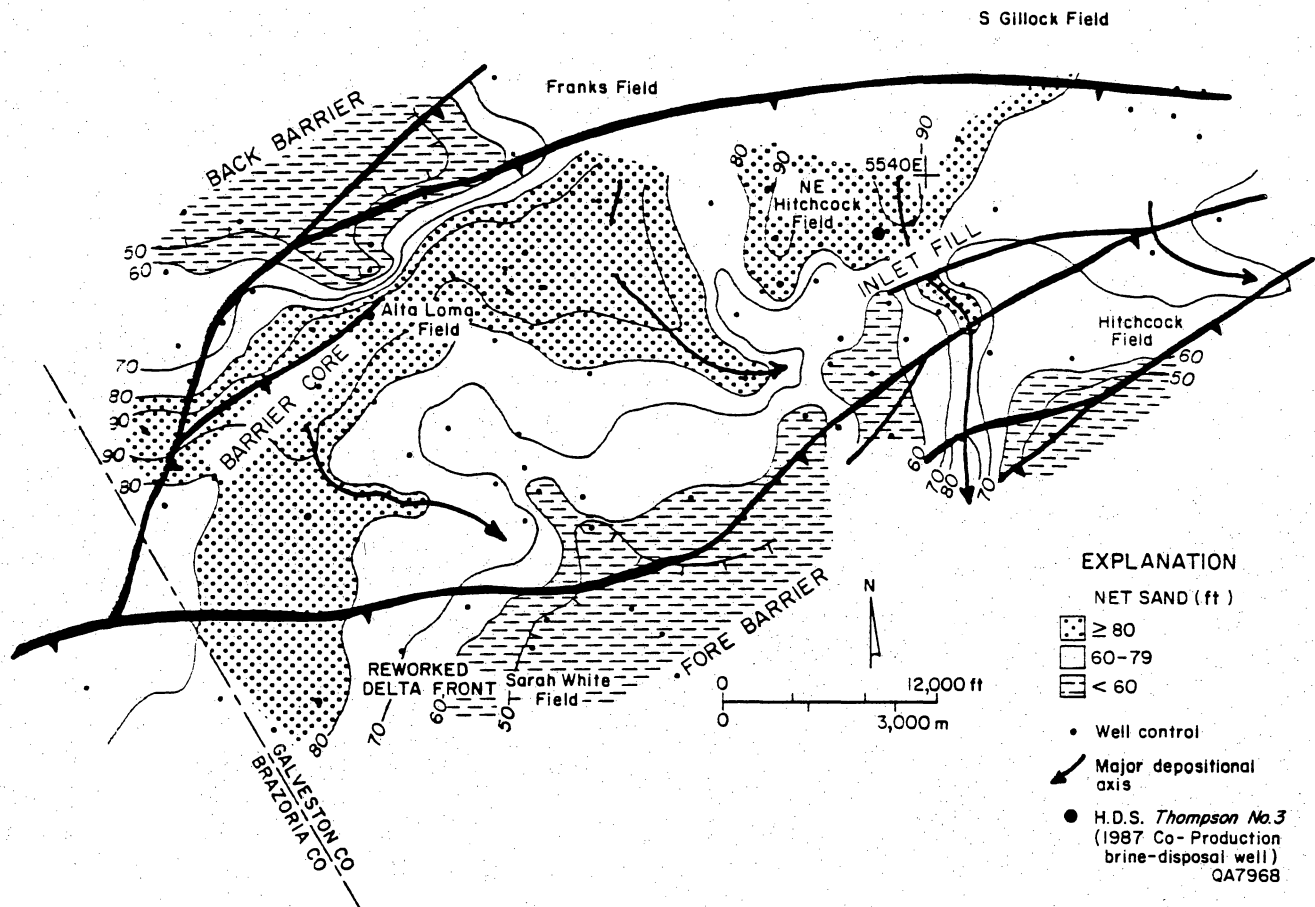 S Gillock Field
Franks Field
BACK BARRIER
90
5540E
80
90
NE
Hitchcock
Field
INLET FILL
50
60
Alta Loma
Field
Hitchcock
Field
70
80
90
90
80
BARRIER CORE
60
50
60
70
80
70
EXPLANATION
NET SAND (ft)
≥ 80
60-79
< 60
N
FORE BARRIER
REWORKED
DELTA FRONT
Sarah White
Field
80
70
60
50
0 12,000 ft
0 3,000 m
Well control
Major depositional
axis
H.D.S. Thompson No. 3
(1987 Co-Production
brine-disposal well)
QA7968
GALVESTON CO
BRAZORIA CO